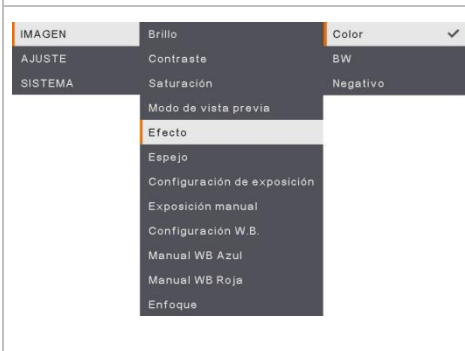 IMAGEN
AJUSTE
SISTEMA
Brillo
Contraste
Saturación
Modo de vista previa
Efecto
Espejo
Configuración de exposición
Exposición manual
Configuración W.B.
Manual WB Azul
Manual WB Roja
Enfoque
Color
BW
Negativo